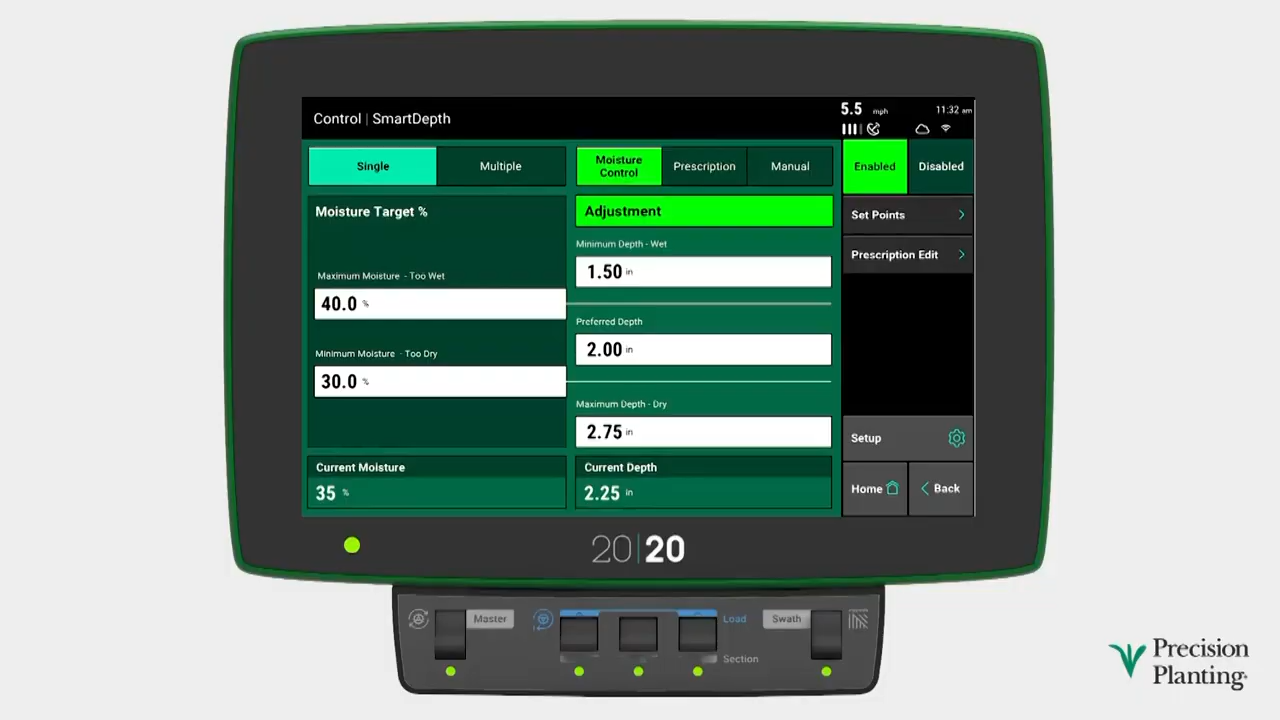 Control | SmartDepth
5.5 mph
11:32 am
Single
Multiple
Moisture Control
Prescription
Manual
Enabled
Disabled
Moisture Target %
Adjustment
Set Points
Minimum Depth - Wet
1.50 in
Prescription Edit
Maximum Moisture - Too Wet
40.0 %
Preferred Depth
2.00 in
Minimum Moisture - Too Dry
30.0 %
Maximum Depth - Dry
2.75 in
Setup
Current Moisture
35 %
Current Depth
2.25 in
Home
Back
20|20
Master
Load
Swath
Section
Precision
Planting®